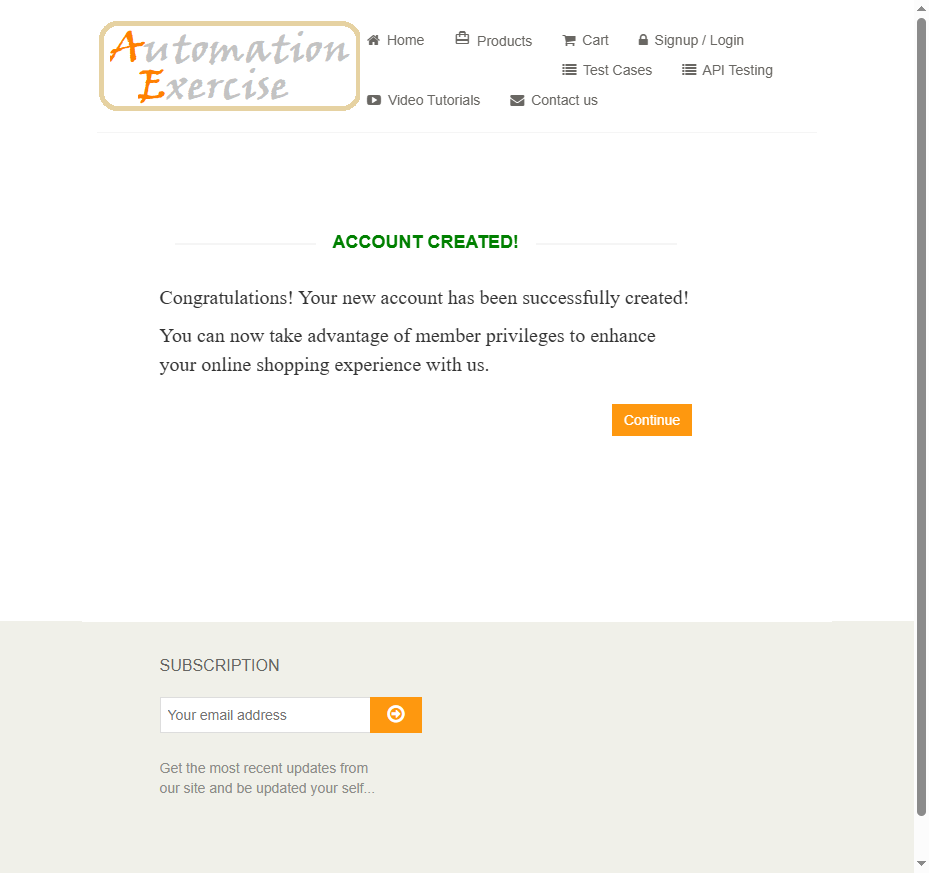 Automation
Exercise
Home
Products
Cart
Signup / Login
Test Cases
API Testing
Video Tutorials
Contact us
ACCOUNT CREATED!
Congratulations! Your new account has been successfully created!
You can now take advantage of member privileges to enhance
your online shopping experience with us.
Continue
SUBSCRIPTION
Your email address
Get the most recent updates from
our site and be updated your self...